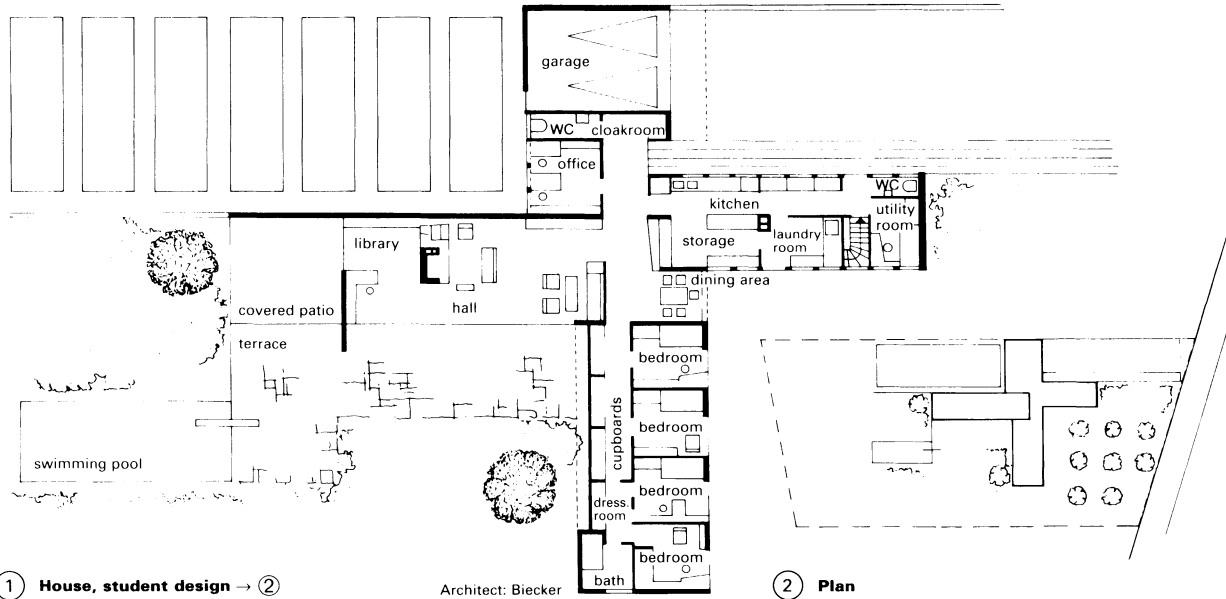 garage
WC
cloakroom
office
WC
kitchen
utility
room
library
storage
laundry
room
dining area
hall
covered patio
terrace
bedroom
bedroom
cupboards
swimming pool
bedroom
dress.
room
bedroom
bath
1 House, student design → 2
Architect: Biecker
2 Plan